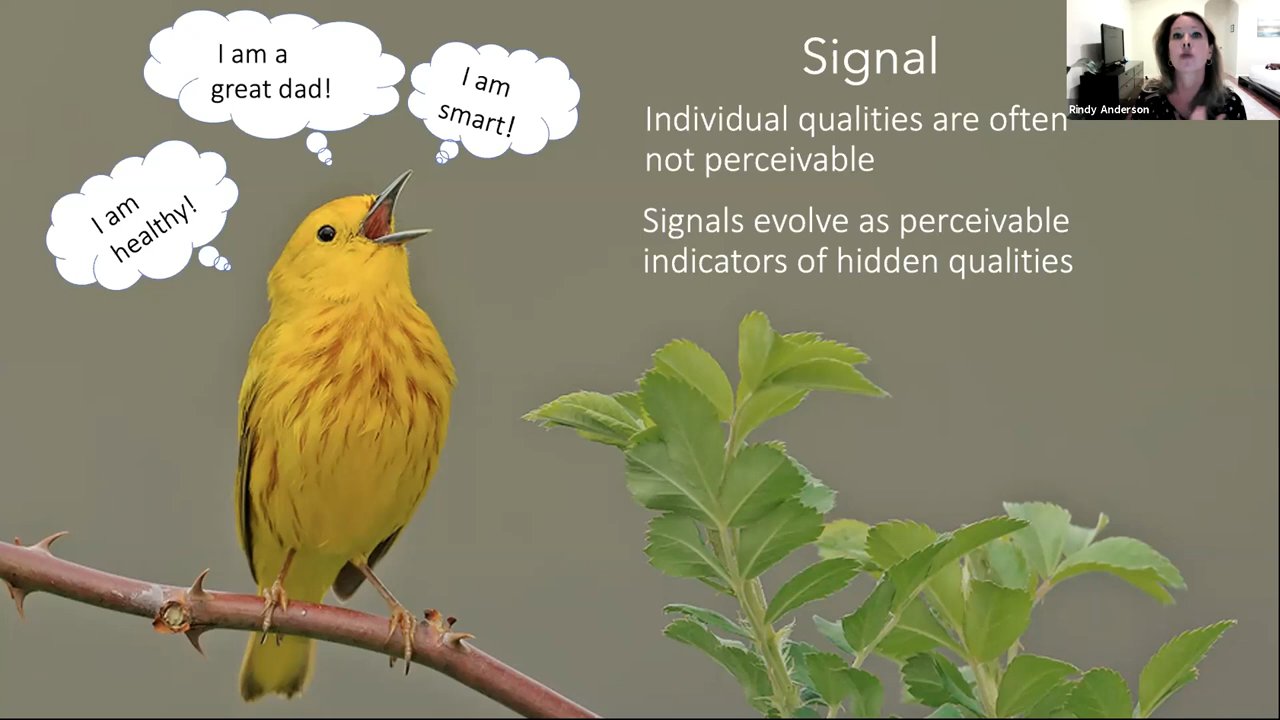 I am a
great dad!
I am
smart!
I am
healthy!
Signal
Individual qualities are often
not perceivable
Signals evolve as perceivable
indicators of hidden qualities
Rindy Anderson